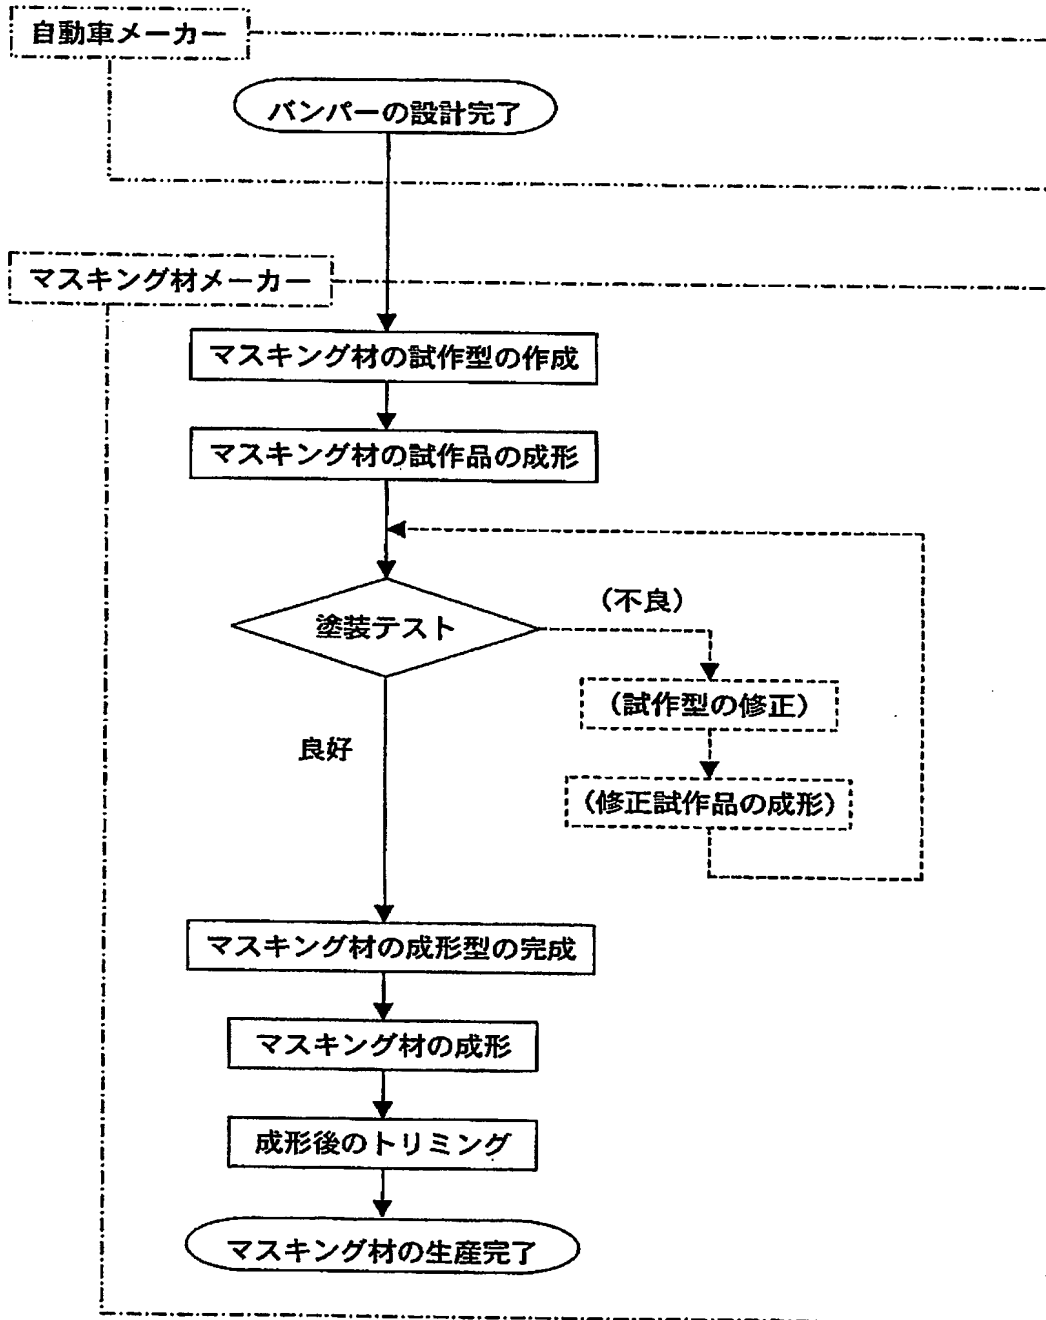 自動車メーカー
バンパーの設計完了
マスキング材メーカー
マスキング材の試作型の作成
マスキング材の試作品の成形
塗装テスト
(不良)
(試作型の修正)
良好
(修正試作品の成形)
マスキング材の成形型の完成
マスキング材の成形
成形後のトリミング
マスキング材の生産完了